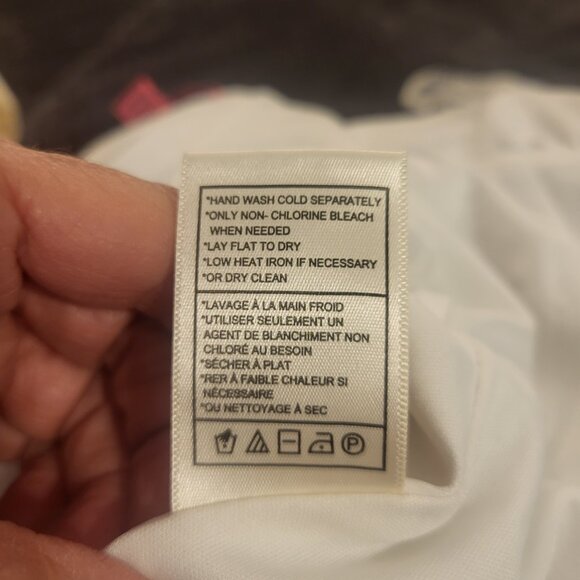 *HAND WASH COLD SEPARATELY
*ONLY NON- CHLORINE BLEACH
WHEN NEEDED
*LAY FLAT TO DRY
*LOW HEAT IRON IF NECESSARY
*OR DRY CLEAN
*LAVAGE À LA MAIN FROID
*UTILISER SEULEMENT UN
AGENT DE BLANCHIMENT NON
CHLORÉ AU BESOIN
*SÉCHER À PLAT
*RER À FAIBLE CHALEUR SI
NÉCESSAIRE
*OU NETTOYAGE À SEC
P